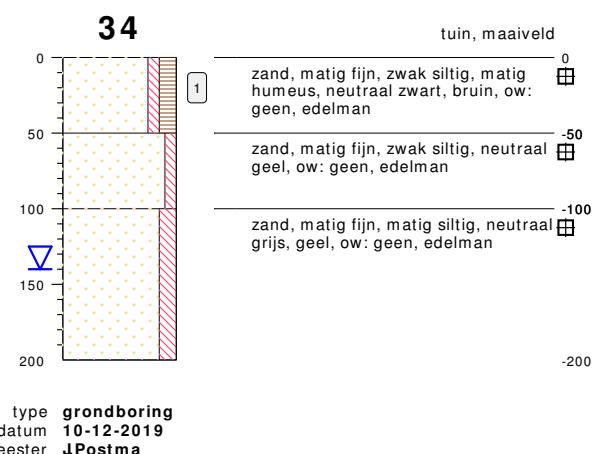 34
tuin, maaiveld
0
0
zand, matig fijn, zwak siltig, matig
humeus, neutraal zwart, bruin, ow:
geen, edelman
1
50
-50
zand, matig fijn, zwak siltig, neutraal
geel, ow: geen, edelman
100
-100
zand, matig fijn, matig siltig, neutraal
grijs, geel, ow: geen, edelman
150
200
-200
type grondboring
datum 10-12-2019
eester JPostma